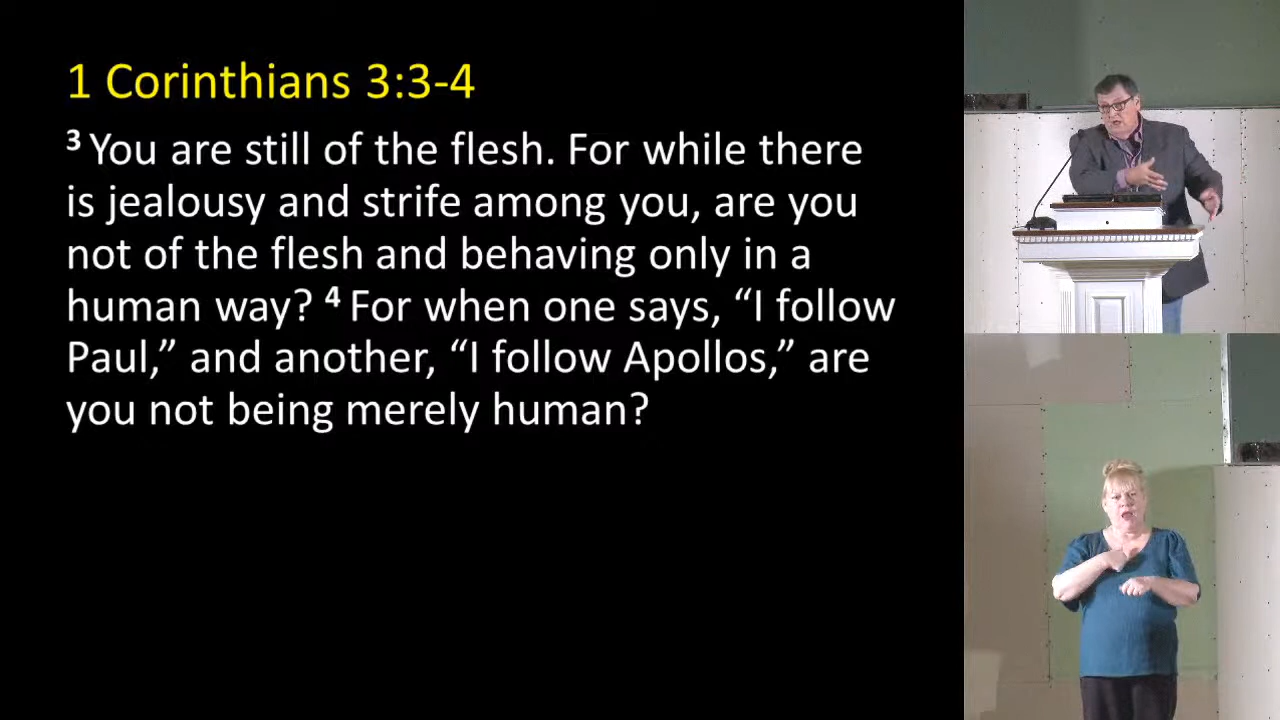 1 Corinthians 3:3-4
³ You are still of the flesh. For while there
is jealousy and strife among you, are you
not of the flesh and behaving only in a
human way? ⁴ For when one says, “I follow
Paul,” and another, “I follow Apollos,” are
you not being merely human?